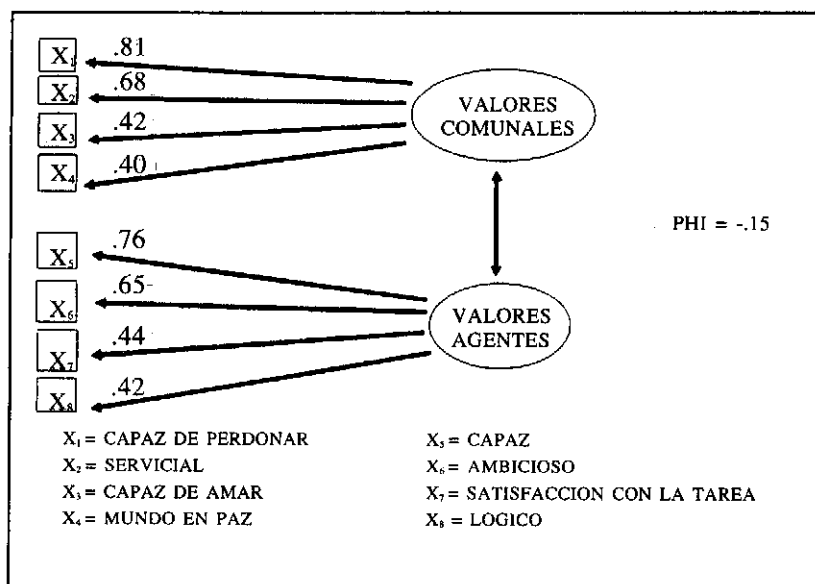 X₁ .81
X₂ .68
X₃ .42
X₄ .40
VALORES
COMUNALES
PHI = -.15
X₅ .76
X₆ .65
X₇ .44
X₈ .42
VALORES
AGENTES
X₁ = CAPAZ DE PERDONAR
X₂ = SERVICIAL
X₃ = CAPAZ DE AMAR
X₄ = MUNDO EN PAZ
X₅ = CAPAZ
X₆ = AMBICIOSO
X₇ = SATISFACCION CON LA TAREA
X₈ = LOGICO